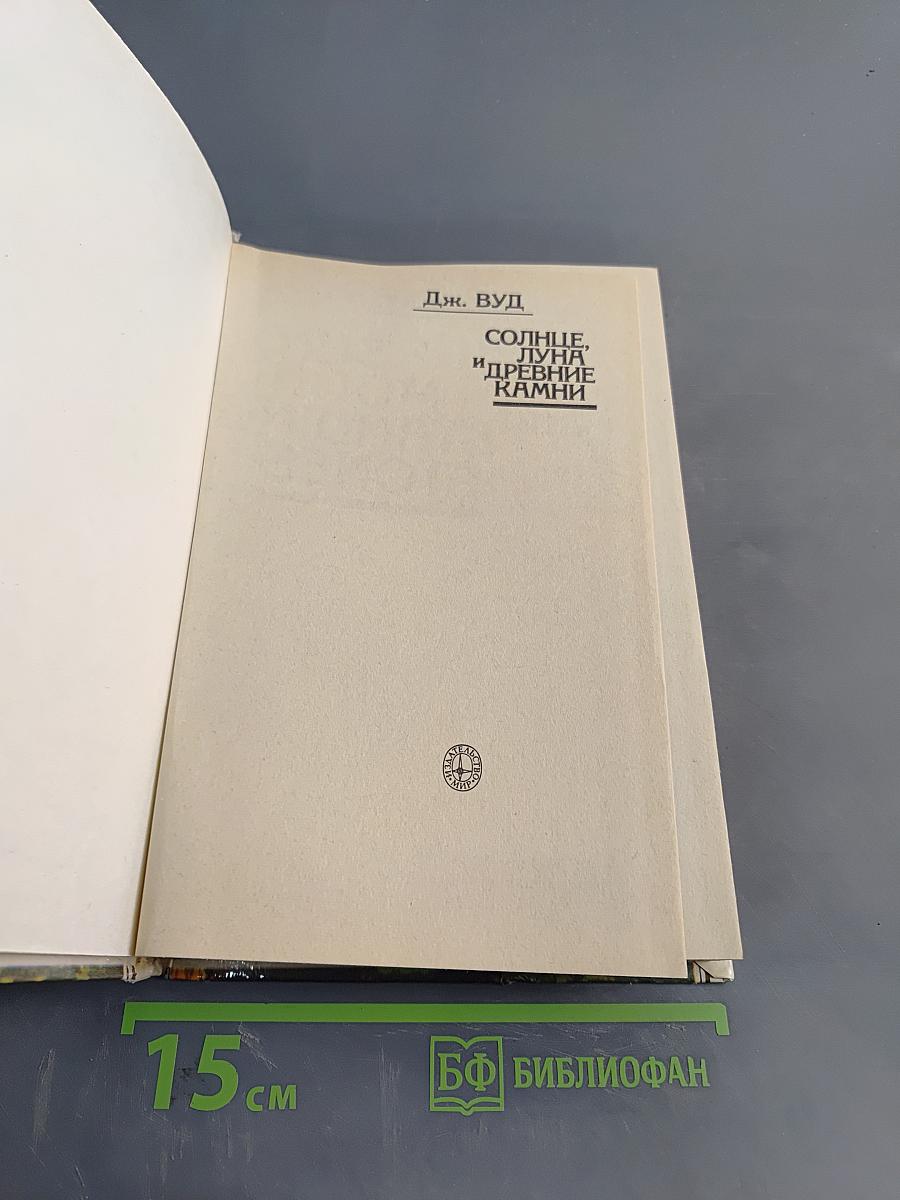 Дж. ВУД
СОЛНЦЕ,
ЛУНА
И ДРЕВНИЕ
КАМНИ
ИЗДАТЕЛЬСТВО
• МИР •
15 см
БФ БИБЛИОФАН